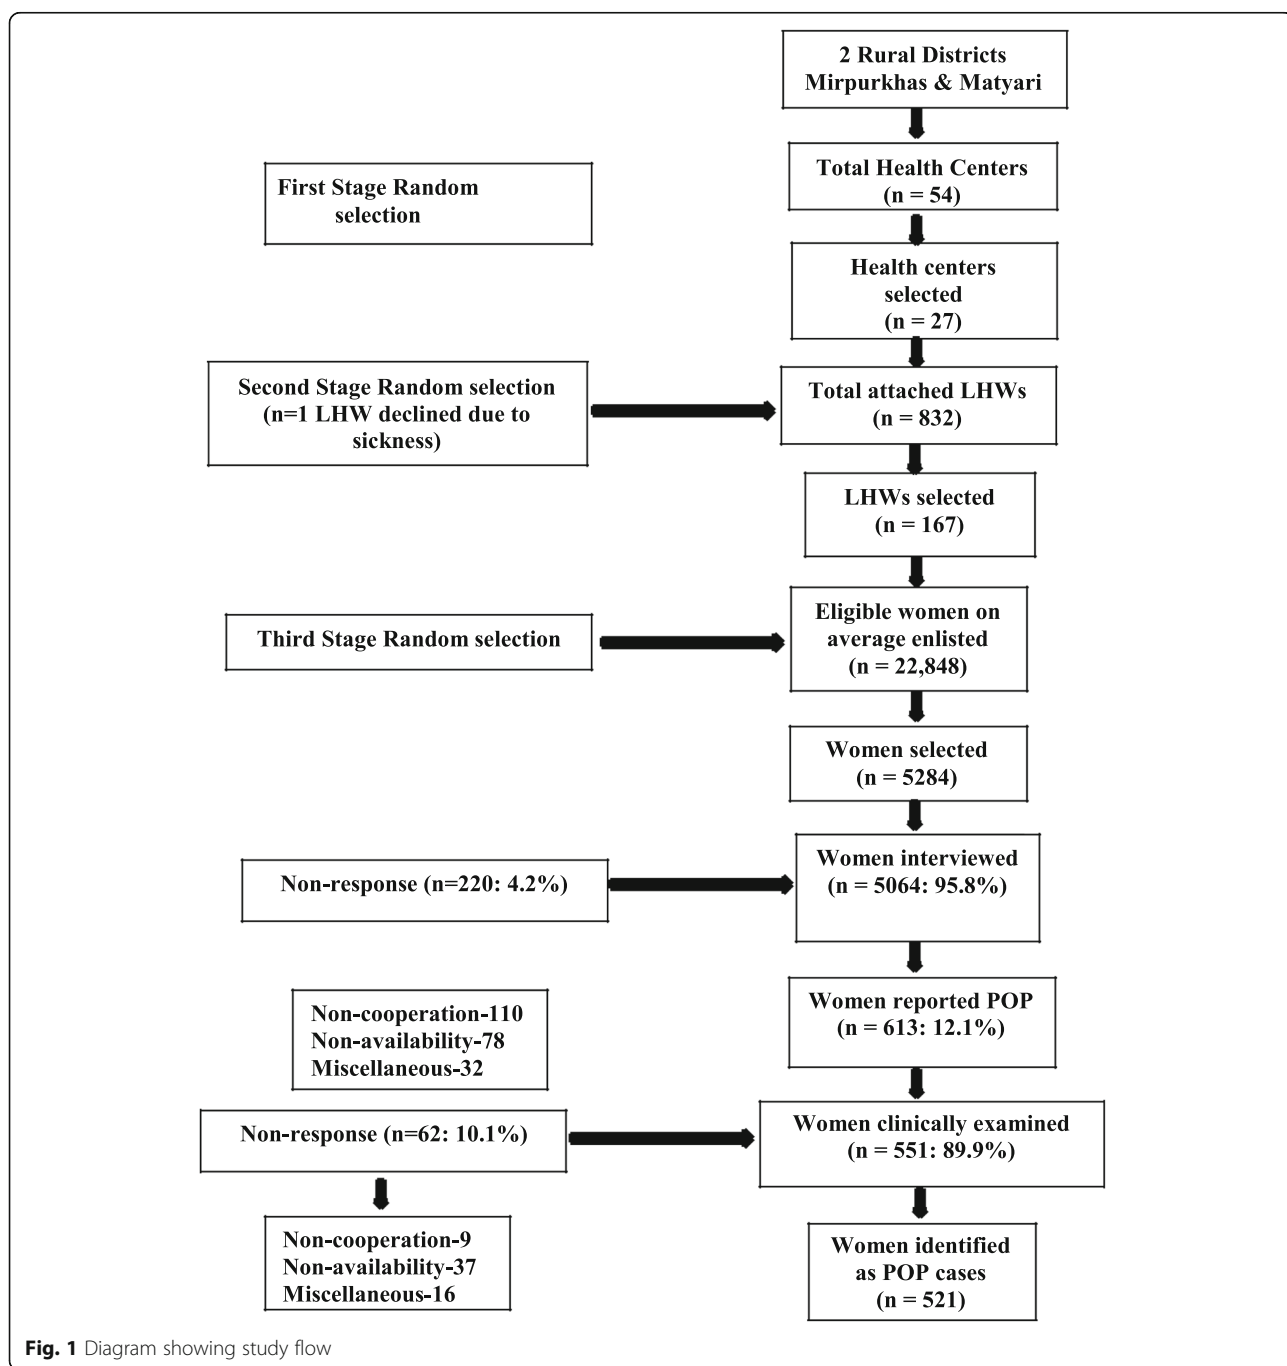 2 Rural Districts
Mirpurkhas & Matyari
Total Health Centers
(n = 54)
First Stage Random
selection
Health centers
selected
(n = 27)
Second Stage Random selection
(n=1 LHW declined due to
sickness)
Total attached LHWs
(n = 832)
LHWs selected
(n = 167)
Third Stage Random selection
Eligible women on
average enlisted
(n = 22,848)
Women selected
(n = 5284)
Non-response (n=220: 4.2%)
Women interviewed
(n = 5064: 95.8%)
Non-cooperation-110
Non-availability-78
Miscellaneous-32
Women reported POP
(n = 613: 12.1%)
Non-response (n=62: 10.1%)
Women clinically examined
(n = 551: 89.9%)
Non-cooperation-9
Non-availability-37
Miscellaneous-16
Women identified
as POP cases
(n = 521)
Fig. 1 Diagram showing study flow